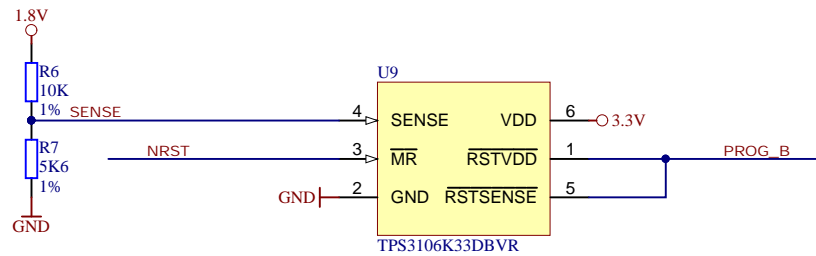 1.8V
R6
10K
1%
SENSE
R7
5K6
1%
GND
NRST
GND
U9
4 SENSE VDD 6
3 MR RSTVDD 1
2 GND RSTSENSE 5
TPS3106K33DBVR
3.3V
PROG_B